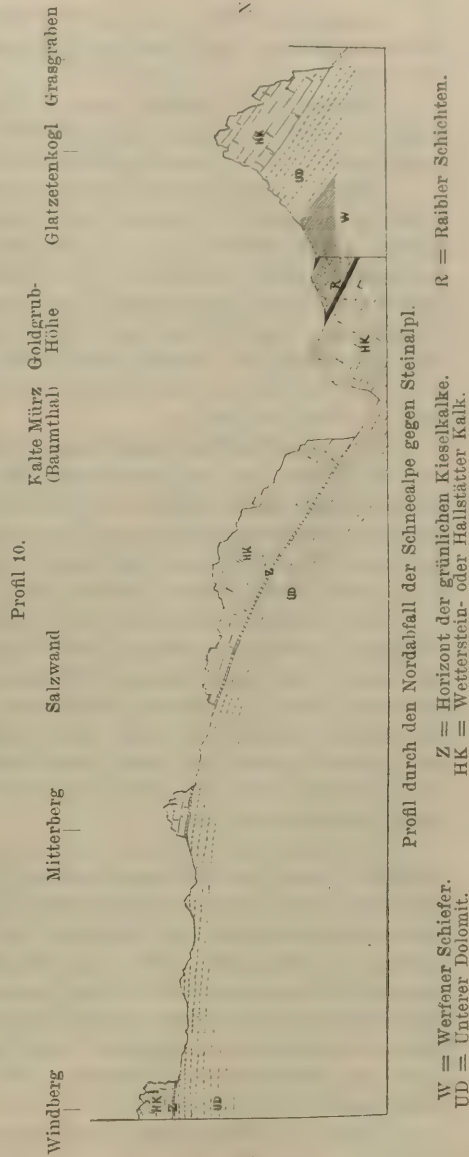 Profil 10.
Windberg Mitterberg Salzwand Kalte Mürz Goldgrub- Glatzetenkogl Grasgraben
(Baumthal) Höhe
HK
Z
UD
HK
Z
UD
HK
R
W
UD
HK
Profil durch den Nordabfall der Schneealpe gegen Steinalpl.
W = Werfener Schiefer. Z = Horizont der grünlichen Kieselkalke. R = Raibler Schichten.
UD = Unterer Dolomit. HK = Wetterstein- oder Hallstätter Kalk.